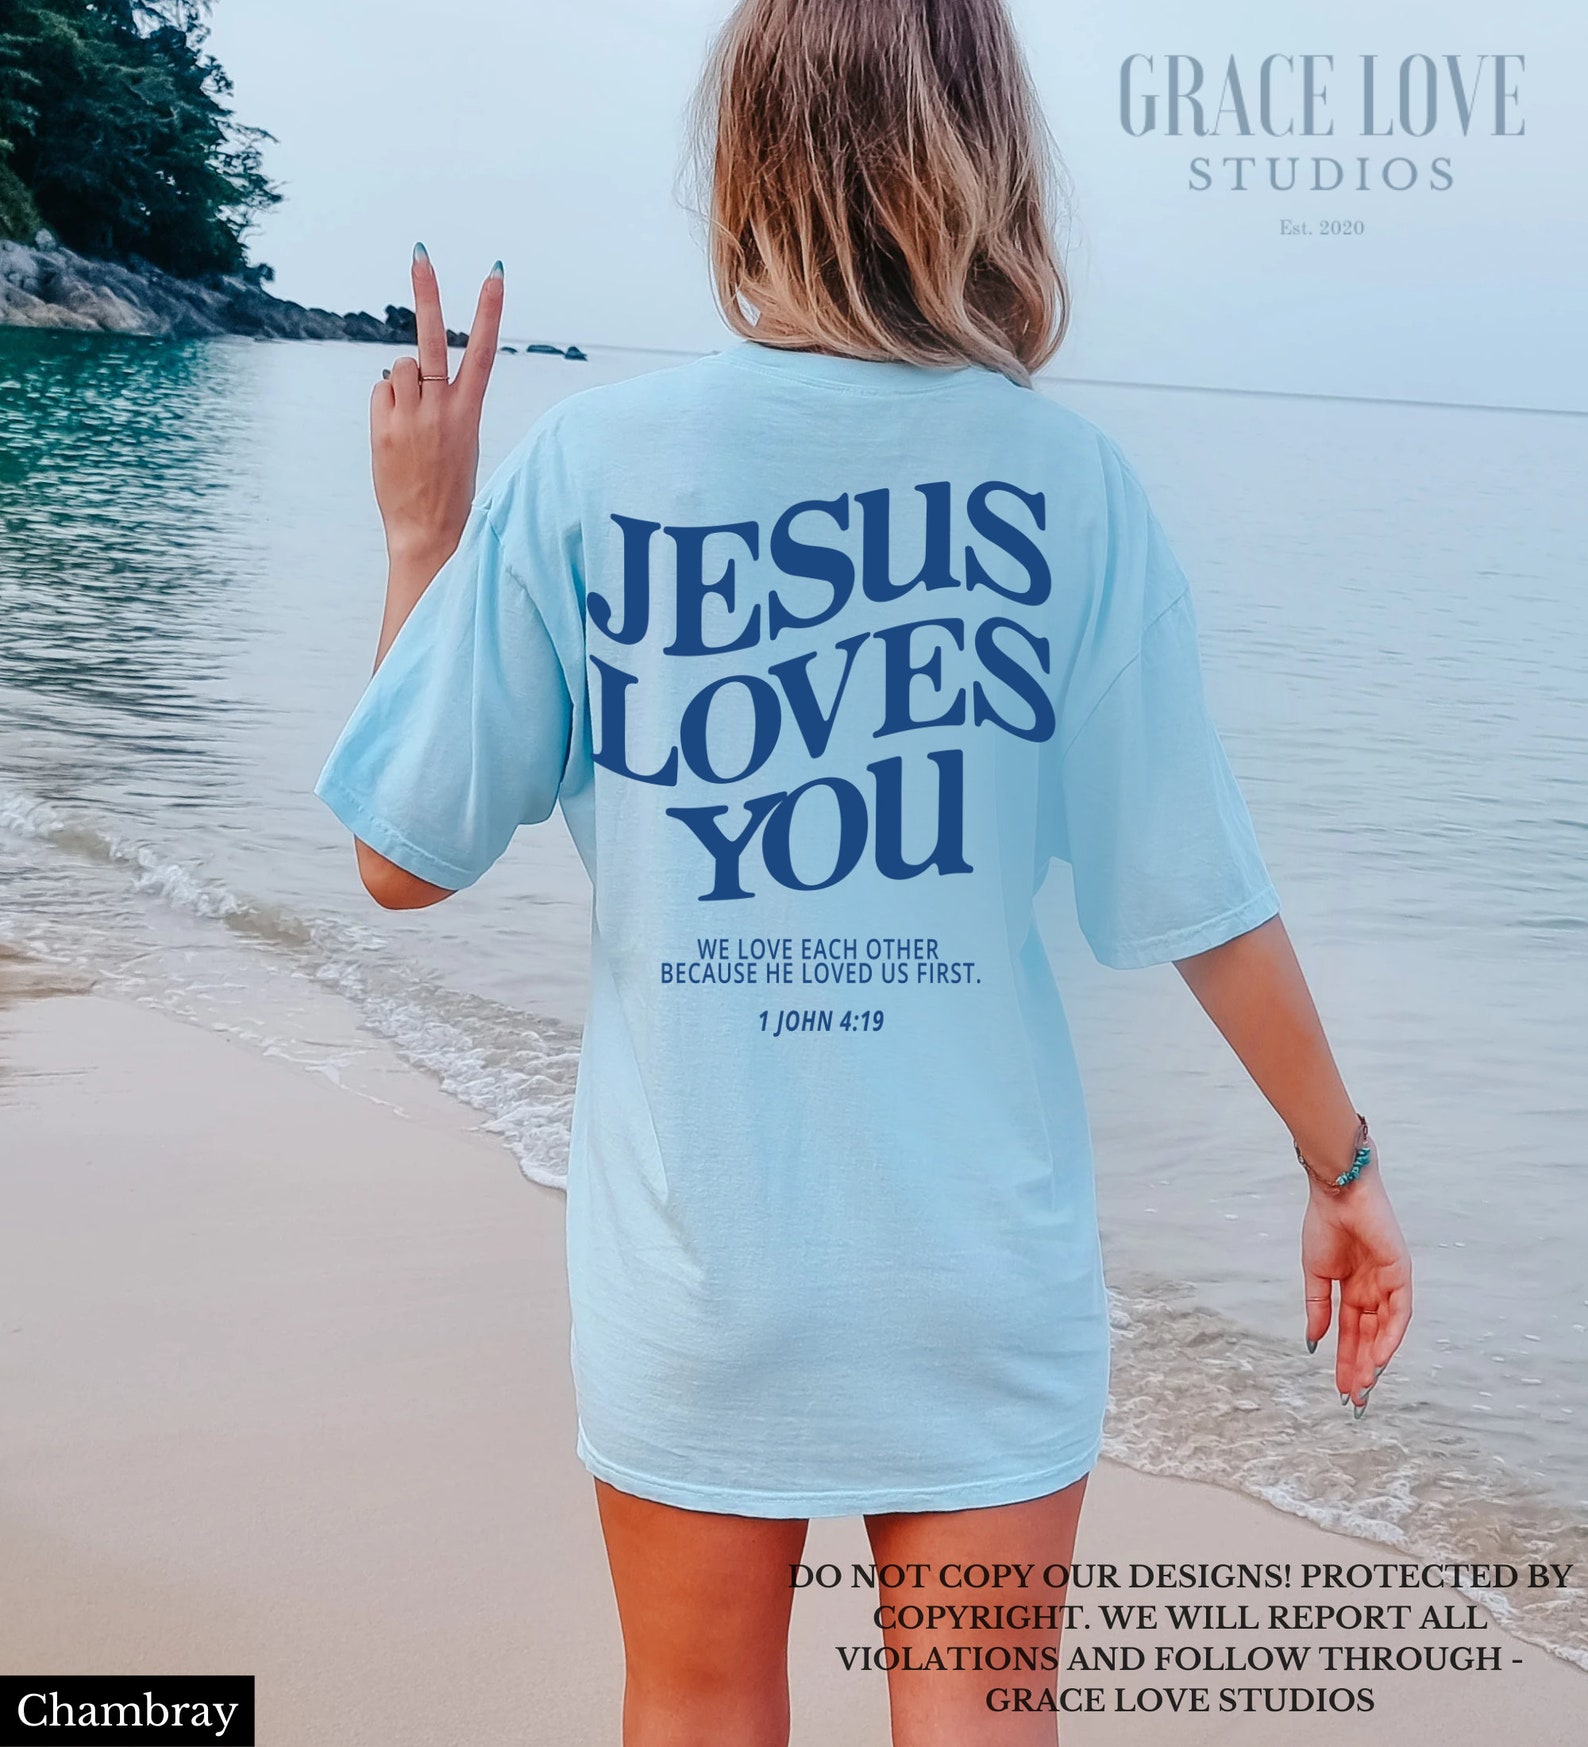 GRACE LOVE
STUDIOS
Est. 2020
JESUS
LOVES
YOU
WE LOVE EACH OTHER
BECAUSE HE LOVED US FIRST.
1 JOHN 4:19
DO NOT COPY OUR DESIGNS! PROTECTED BY
COPYRIGHT. WE WILL REPORT ALL
VIOLATIONS AND FOLLOW THROUGH -
GRACE LOVE STUDIOS
Chambray